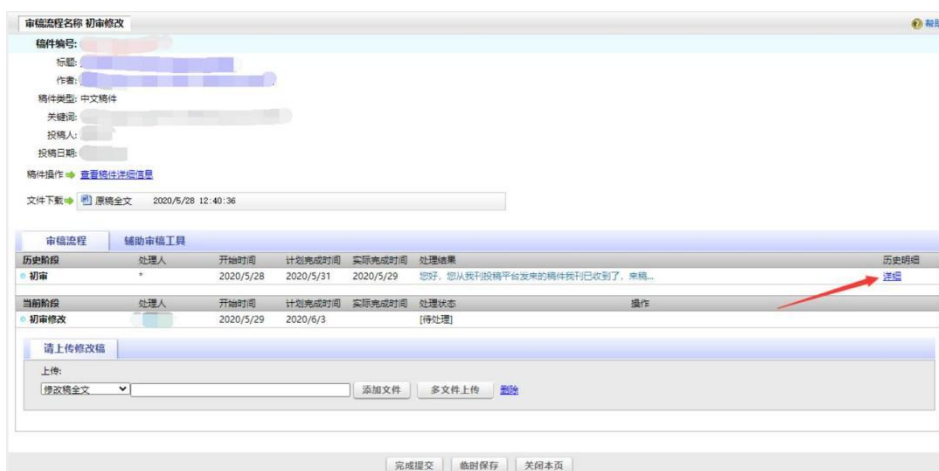 审稿流程名称 初审修改 帮助
稿件编号:
标题:
作者:
稿件类型: 中文稿件
关键词:
投稿人:
投稿日期:
稿件操作 查看稿件详细信息
文件下载 原稿全文 2020/5/28 12:40:36
审稿流程 辅助审稿工具
历史阶段 处理人 开始时间 计划完成时间 实际完成时间 处理结果 历史明细
初审 * 2020/5/28 2020/5/31 2020/5/29 您好，您从我刊投稿平台发来的稿件我刊已收到了，来稿... 详细
当前阶段 处理人 开始时间 计划完成时间 实际完成时间 处理状态 操作
初审修改 2020/5/29 2020/6/3 [待处理]
请上传修改稿
上传:
修改稿全文 添加文件 多文件上传 删除
完成提交 临时保存 关闭本页